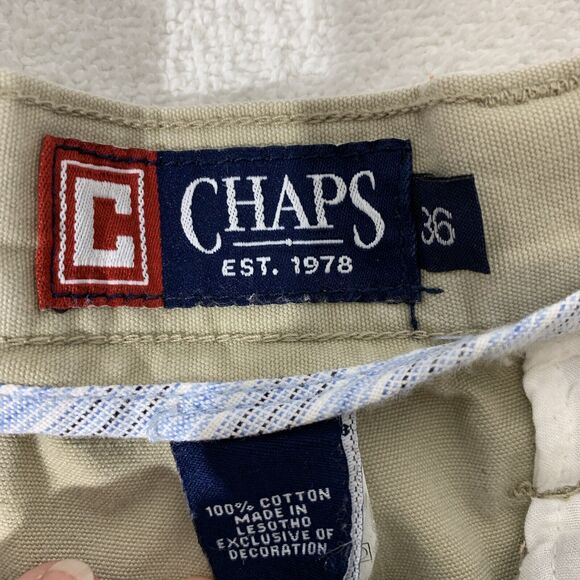 C CHAPS 36
EST. 1978
100% COTTON
MADE IN
LESOTHO
EXCLUSIVE OF
DECORATION